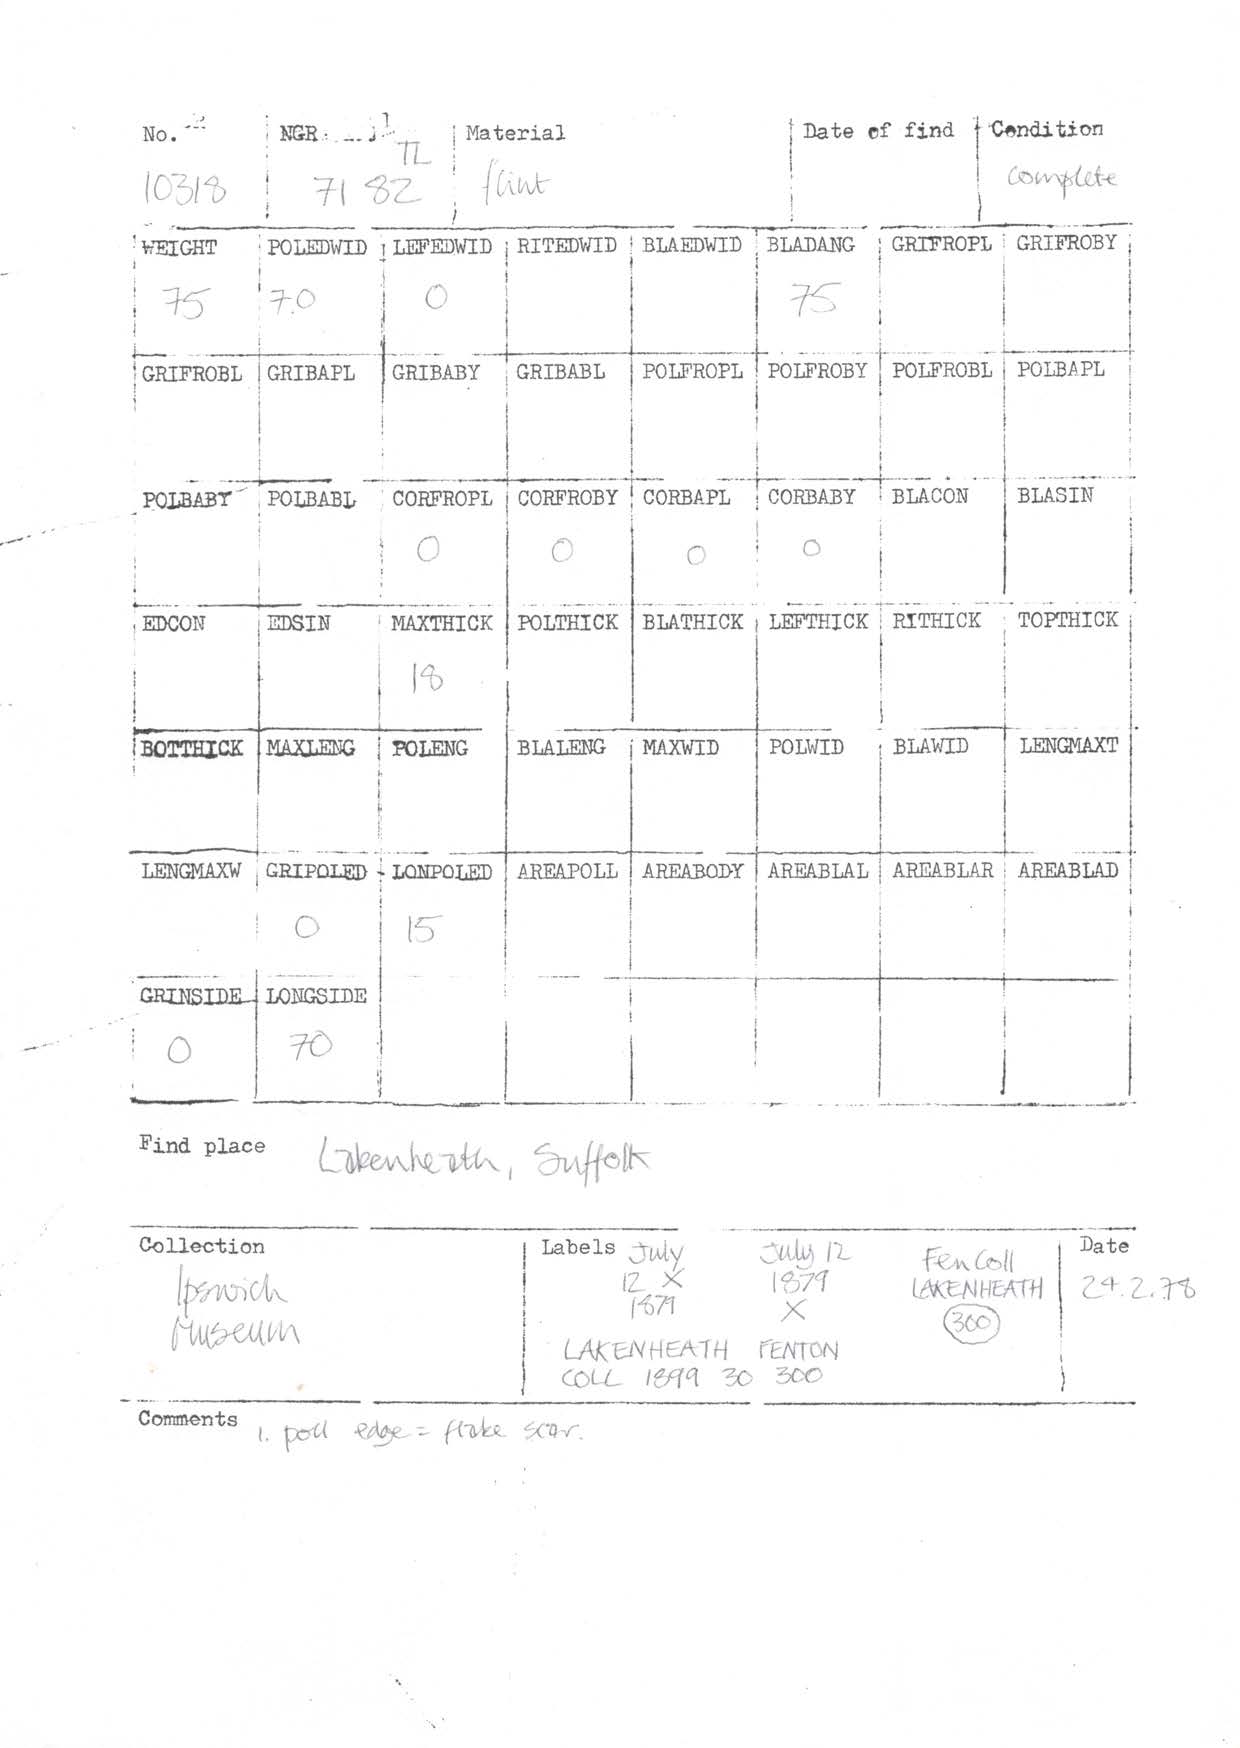 No. NGR Material Date of find Condition
TL
10318 71 82 flint complete
WEIGHT POLEDWID LEFEDWID RITEDWID BLAEDWID BLADANG GRIFROPL GRIFROBY
75 7.0 0 75
GRIFROBL GRIBAPL GRIBABY GRIBABL POLFROPL POLFROBY POLFROBL POLBAPL
POLBABY POLBABL CORFROPL CORFROBY CORBAPL CORBABY BLACON BLASIN
0 0 0 0
EDCON EDSIN MAXTHICK POLTHICK BLATHICK LEFTHICK RITHICK TOPTHICK
18
BOTTHICK MAXLENG POLENG BLALENG MAXWID POLWID BLAWID LENGMAXT
LENGMAXW GRIPOLED LONPOLED AREAPOLL AREABODY AREABLAL AREABLAR AREABLAD
0 15
GRINSIDE LONGSIDE
0 70
Find place Lakenheath, Suffolk
Collection Labels July July 12 Fen Coll Date
Ipswich 12 X 1879 LAKENHEATH 24.2.78
Museum 1879 X 300
LAKENHEATH FENTON
COLL 1899 30 300
Comments 1. poll edge = flake scar.